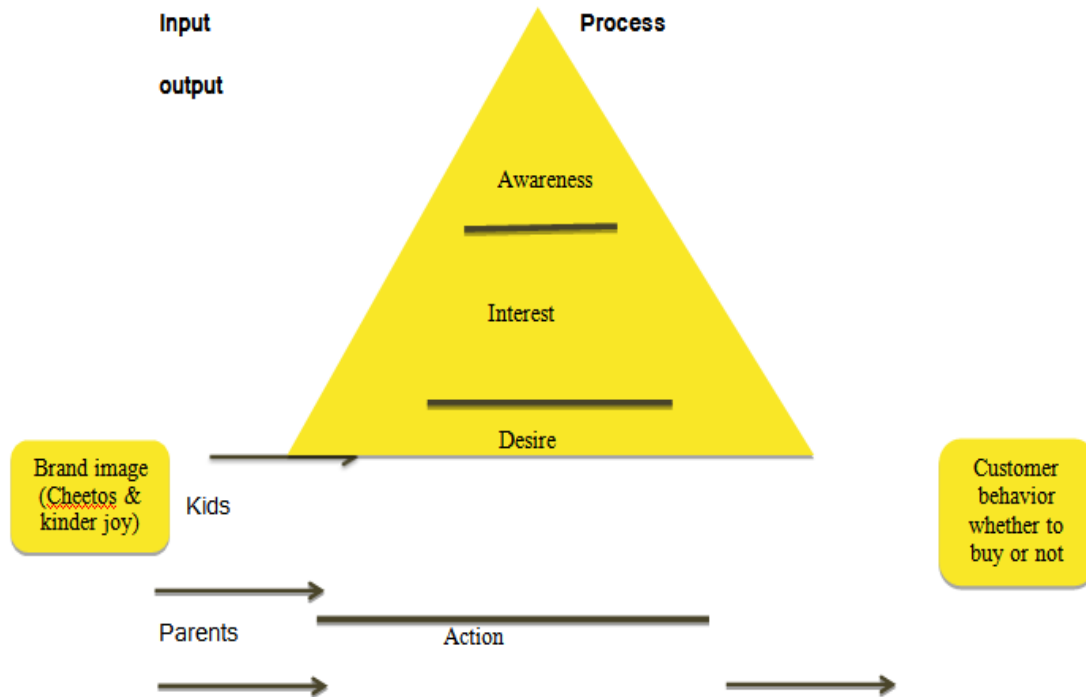 Input
Process
output
Awareness
Interest
Desire
Brand image
(Cheetos &
kinder joy)
Kids
Customer
behavior
whether to
buy or not
Parents
Action